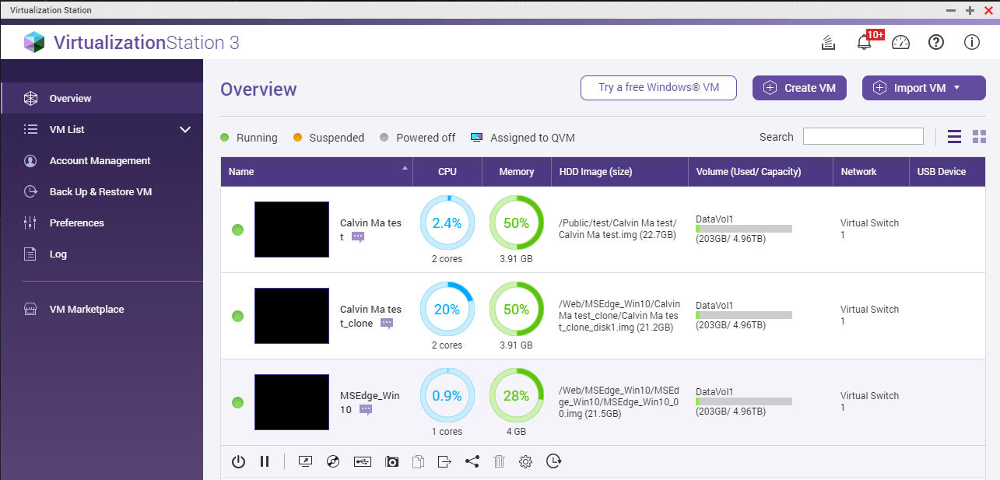 Virtualization Station
VirtualizationStation 3
10+
Overview
VM List
Account Management
Back Up & Restore VM
Preferences
Log
VM Marketplace
Overview
Try a free Windows® VM
Create VM
Import VM
Running
Suspended
Powered off
Assigned to QVM
Search
Name
CPU
Memory
HDD Image (size)
Volume (Used/ Capacity)
Network
USB Device
Calvin Ma tes
t
2.4%
2 cores
50%
3.91 GB
/Public/test/Calvin Ma test/
Calvin Ma test.img (22.7GB)
DataVol1
(203GB/ 4.96TB)
Virtual Switch
1
Calvin Ma tes
t_clone
20%
2 cores
50%
3.91 GB
/Web/MSEdge_Win10/Calvin
Ma test_clone/Calvin Ma tes
t_clone_disk1.img (21.2GB)
DataVol1
(203GB/ 4.96TB)
Virtual Switch
1
MSEdge_Win
10
0.9%
1 cores
28%
4 GB
/Web/MSEdge_Win10/MSEd
ge_Win10/MSEdge_Win10_0
0.img (21.5GB)
DataVol1
(203GB/ 4.96TB)
Virtual Switch
1